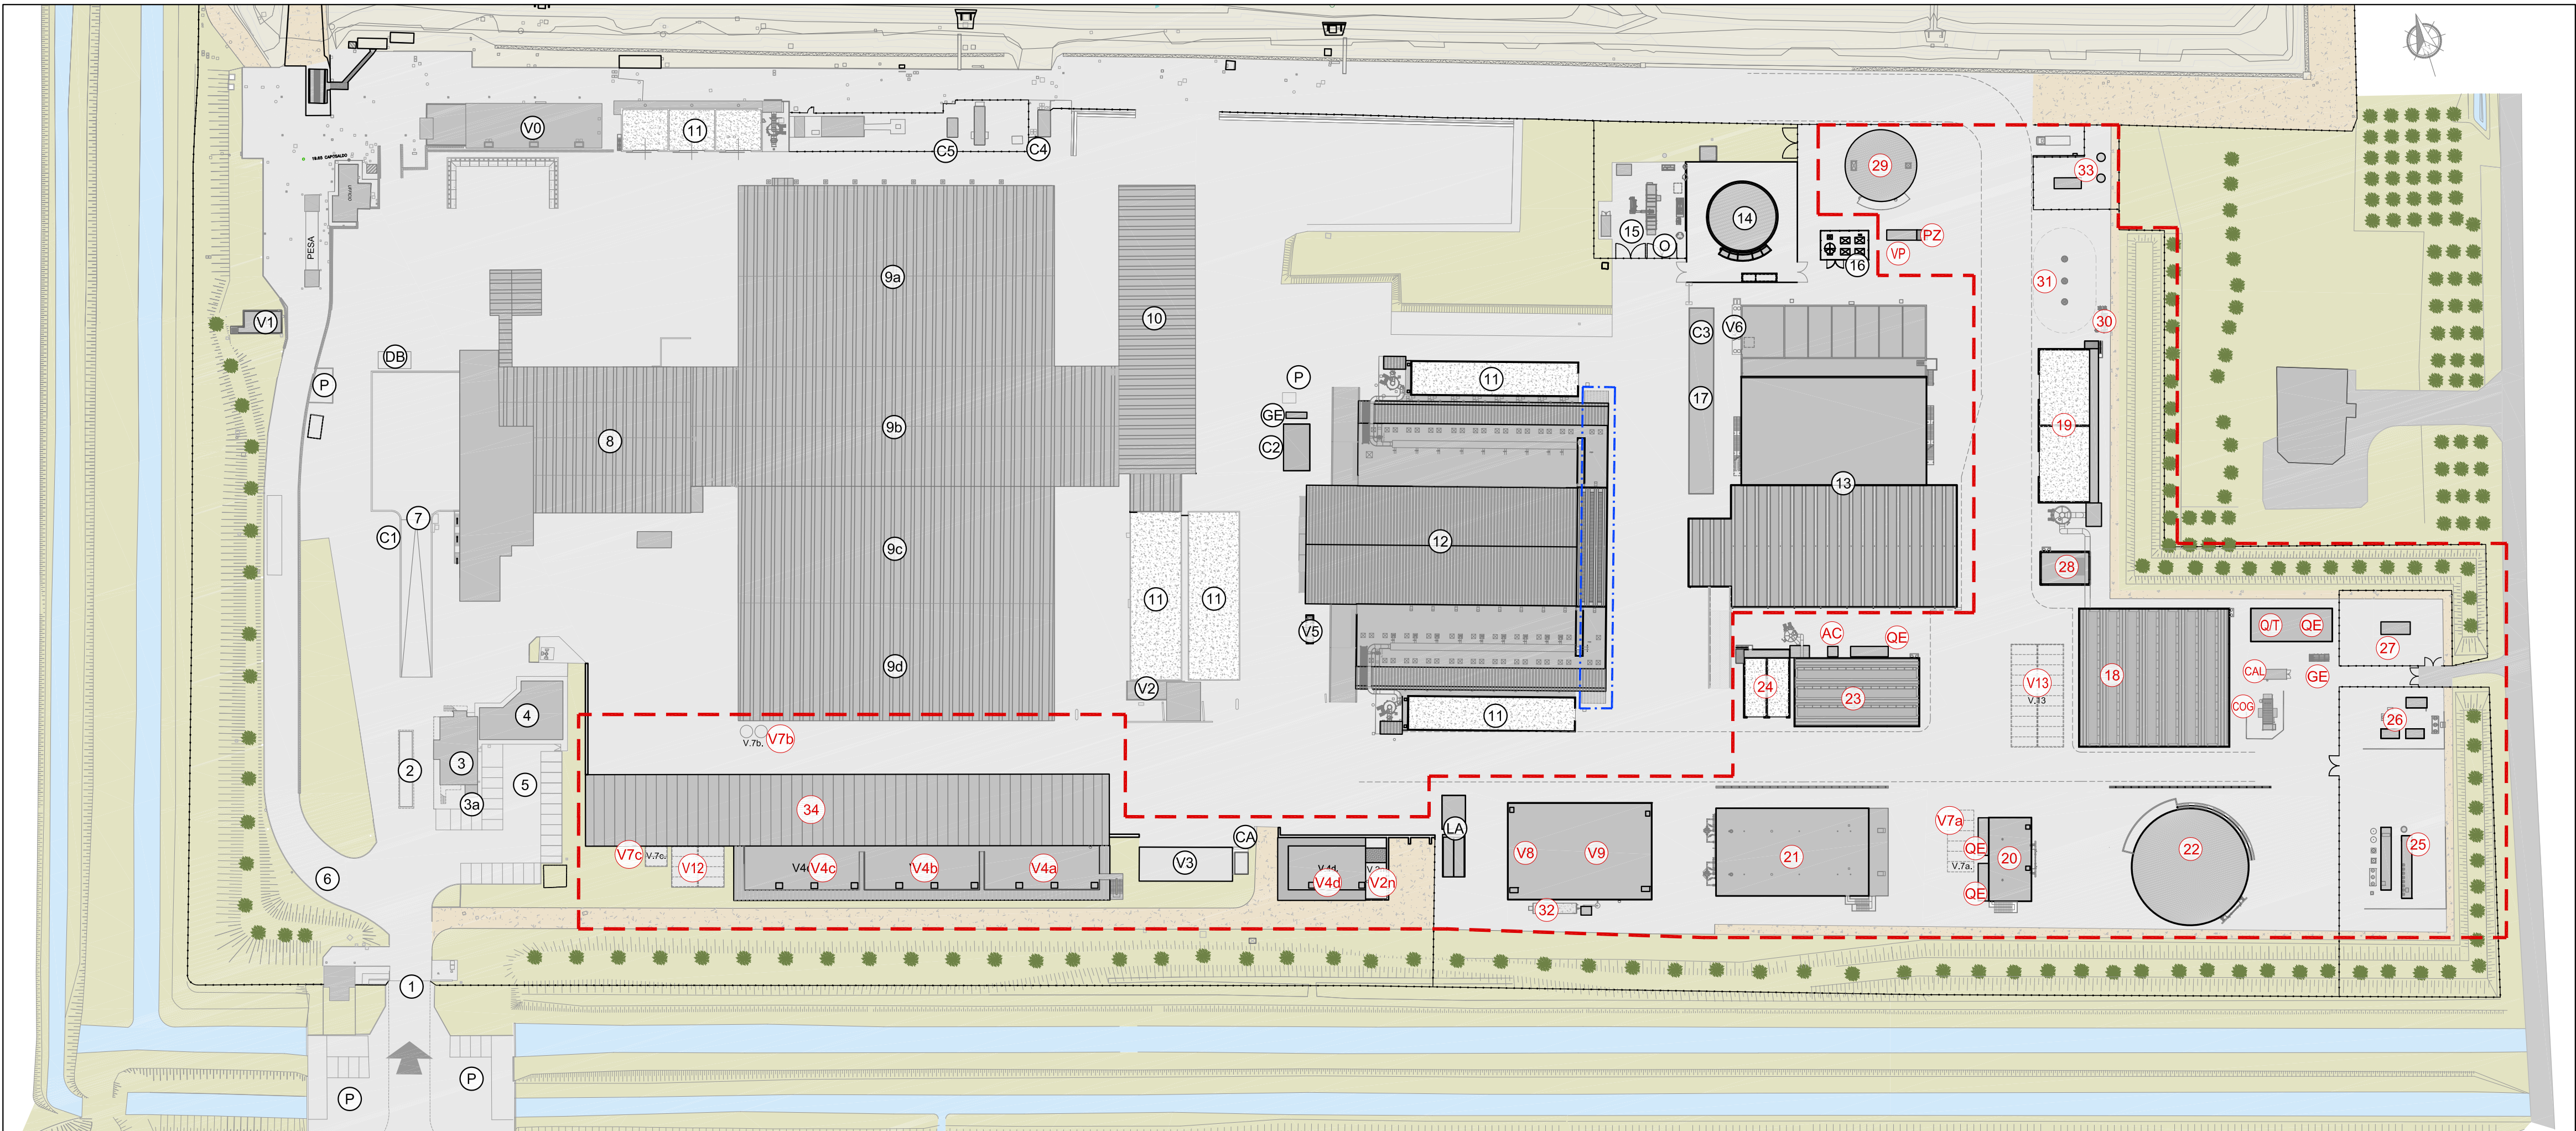 V0
11
C5
C4
18.65 CAPOSALDO
UFFICIO
PESA
29
33
14
15
O
16
VP
PZ
31
30
9a
10
V1
DB
P
C3
V6
17
P
11
GE
C2
19
8
9b
7
C1
9c
12
13
28
11
11
V5
9d
V2
AC
QE
24
23
V13
V.13
18
Q/T
QE
27
CAL
GE
COG
26
4
3
2
3a
5
V.7b.
V7b
11
34
V7c
V.7c.
V12
V4c
V4b
V4a
CA
V3
V4d
V2n
LA
V8
V9
32
21
V7a
V.7a.
QE
QE
20
22
25
6
1
P
P